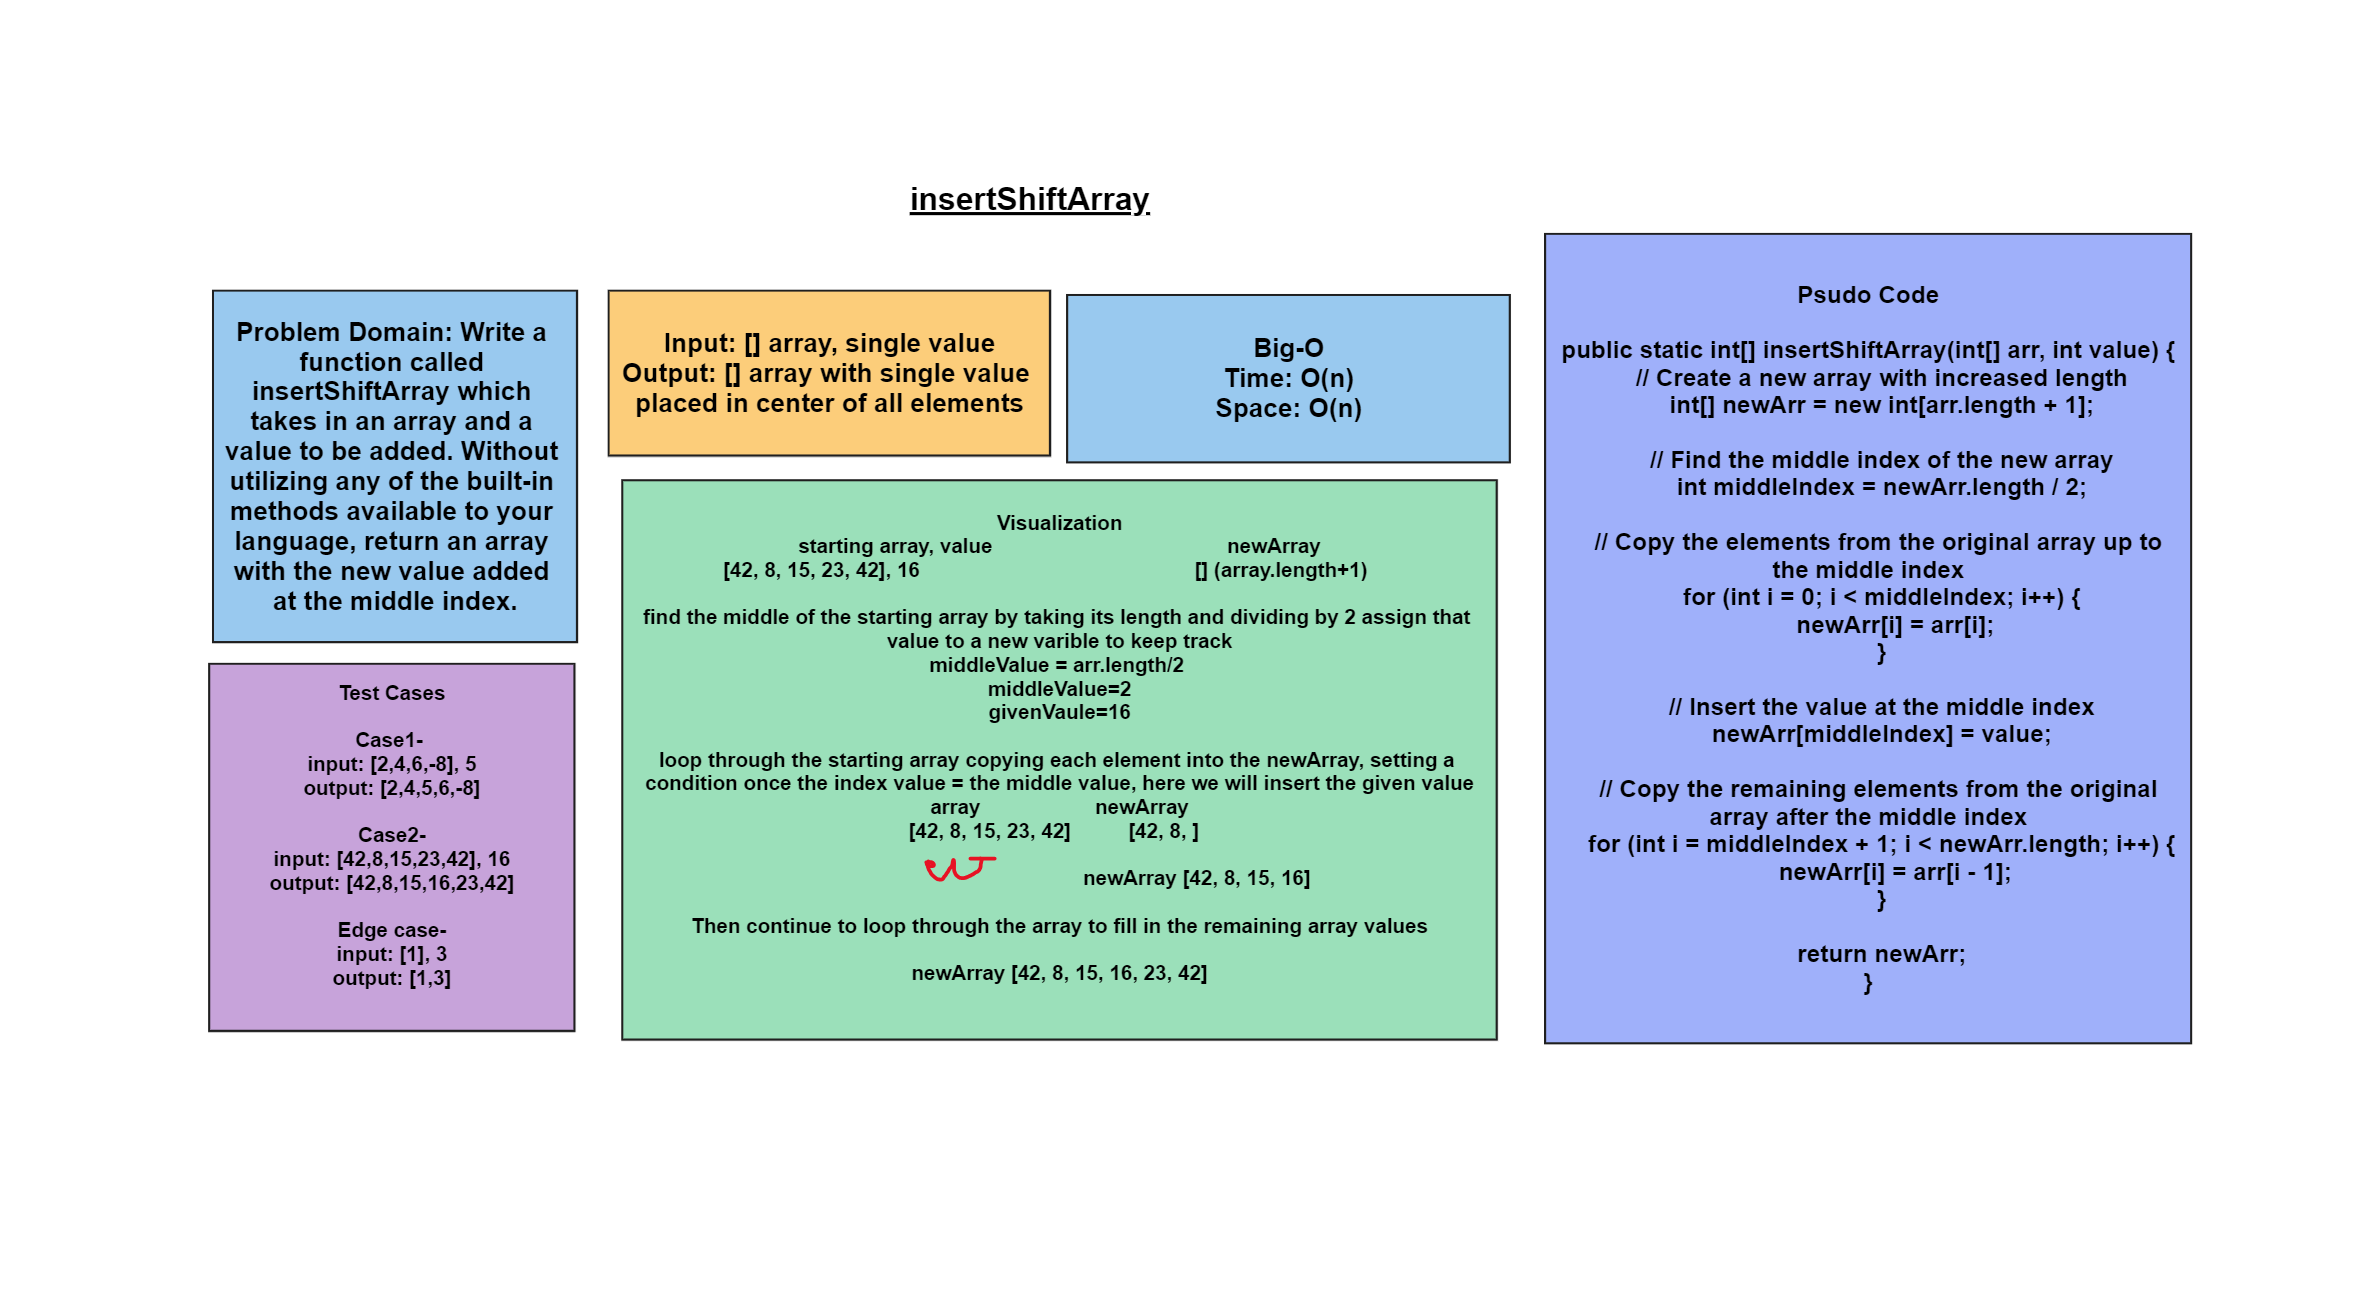 insertShiftArray
Problem Domain: Write a
function called
insertShiftArray which
takes in an array and a
value to be added. Without
utilizing any of the built-in
methods available to your
language, return an array
with the new value added
at the middle index.
Input: [] array, single value
Output: [] array with single value
placed in center of all elements
Big-O
Time: O(n)
Space: O(n)
Test Cases
Case1-
input: [2,4,6,-8], 5
output: [2,4,5,6,-8]
Case2-
input: [42,8,15,23,42], 16
output: [42,8,15,16,23,42]
Edge case-
input: [1], 3
output: [1,3]
Visualization
starting array, value newArray
[42, 8, 15, 23, 42], 16 [] (array.length+1)
find the middle of the starting array by taking its length and dividing by 2 assign that
value to a new varible to keep track
middleValue = arr.length/2
middleValue=2
givenVaule=16
loop through the starting array copying each element into the newArray, setting a
condition once the index value = the middle value, here we will insert the given value
array newArray
[42, 8, 15, 23, 42] [42, 8, ]
newArray [42, 8, 15, 16]
Then continue to loop through the array to fill in the remaining array values
newArray [42, 8, 15, 16, 23, 42]
Psudo Code
public static int[] insertShiftArray(int[] arr, int value) {
// Create a new array with increased length
int[] newArr = new int[arr.length + 1];
// Find the middle index of the new array
int middleIndex = newArr.length / 2;
// Copy the elements from the original array up to
the middle index
for (int i = 0; i < middleIndex; i++) {
newArr[i] = arr[i];
}
// Insert the value at the middle index
newArr[middleIndex] = value;
// Copy the remaining elements from the original
array after the middle index
for (int i = middleIndex + 1; i < newArr.length; i++) {
newArr[i] = arr[i - 1];
}
return newArr;
}